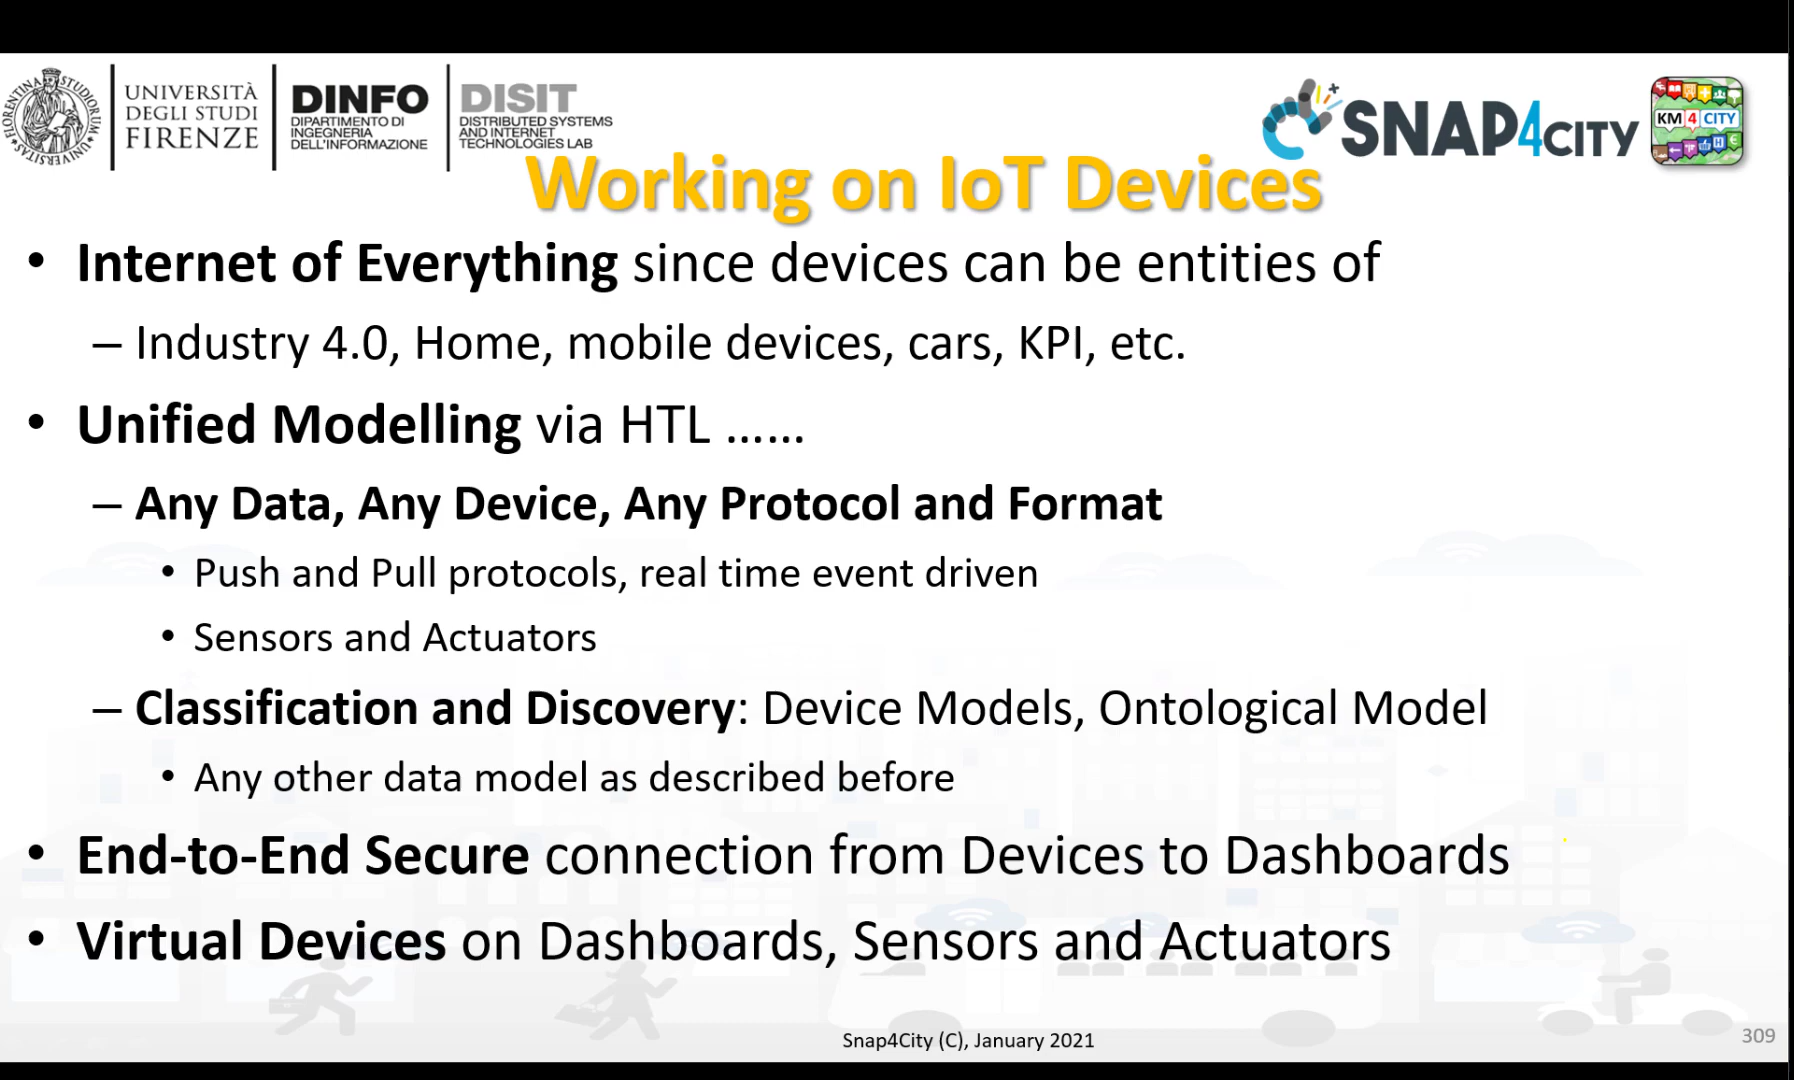 UNIVERSITÀ
DEGLI STUDI
FIRENZE
DINFO
DIPARTIMENTO DI
INGEGNERIA
DELL'INFORMAZIONE
DISIT
DISTRIBUTED SYSTEMS
AND INTERNET
TECHNOLOGIES LAB
SNAP4CITY
KM 4 CITY
Working on IoT Devices
• Internet of Everything since devices can be entities of
– Industry 4.0, Home, mobile devices, cars, KPI, etc.
• Unified Modelling via HTL ......
– Any Data, Any Device, Any Protocol and Format
• Push and Pull protocols, real time event driven
• Sensors and Actuators
– Classification and Discovery: Device Models, Ontological Model
• Any other data model as described before
• End-to-End Secure connection from Devices to Dashboards
• Virtual Devices on Dashboards, Sensors and Actuators
Snap4City (C), January 2021
309